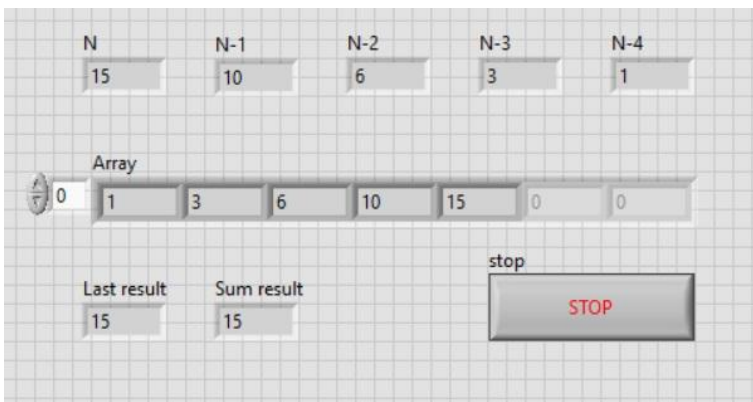 N N-1 N-2 N-3 N-4
15 10 6 3 1
Array
0 1 3 6 10 15 0 0
stop
Last result Sum result
STOP
15 15